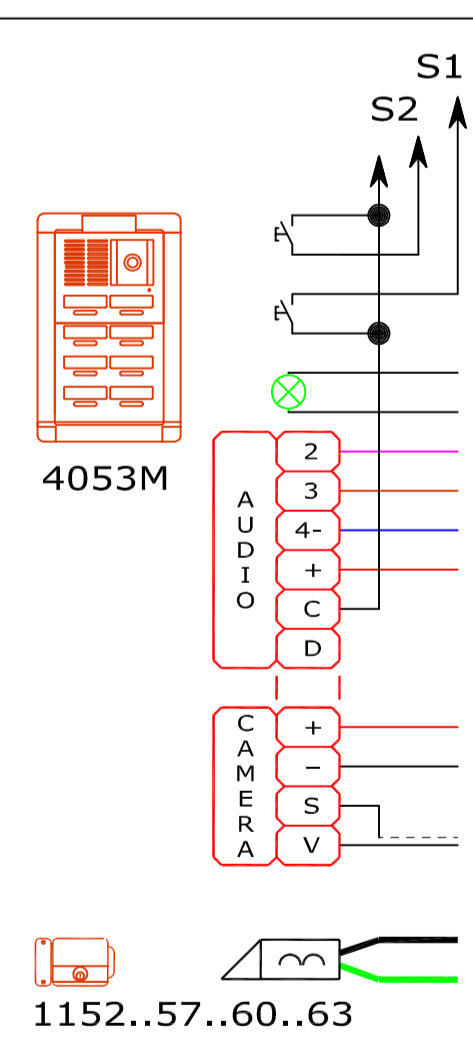 S1
S2
4053M
AUDIO
2
3
4-
+
C
D
CAMERA
+
–
S
V
1152..57..60..63